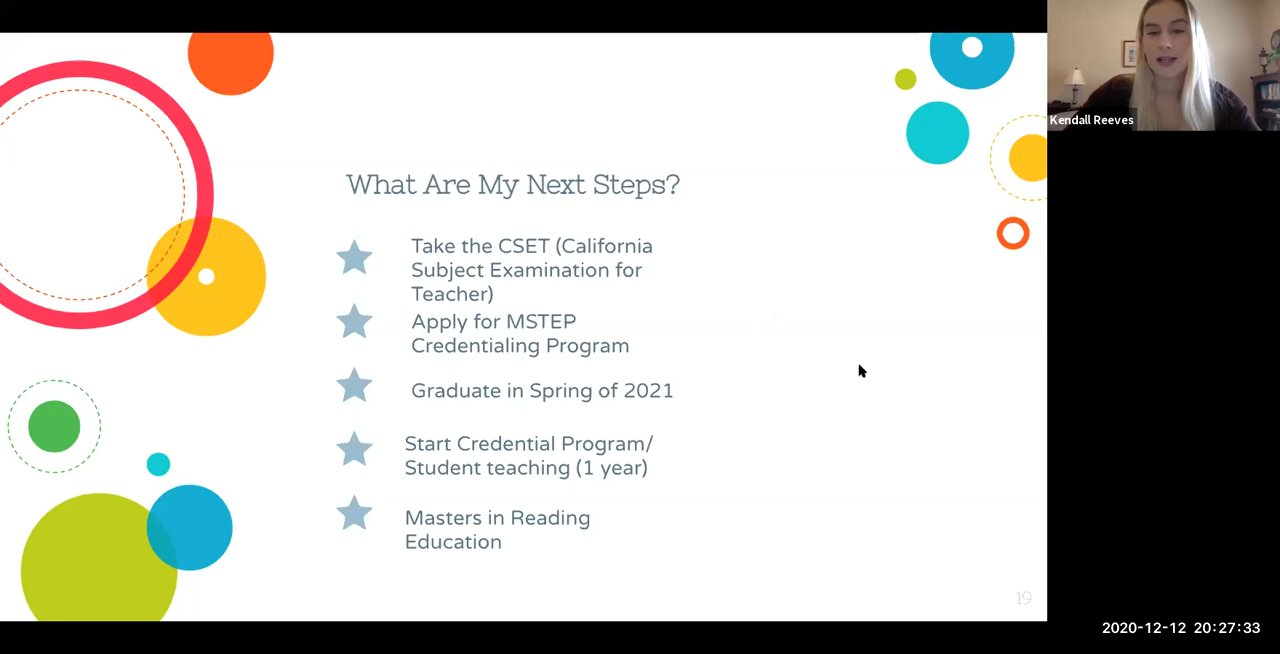 Kendall Reeves
What Are My Next Steps?
Take the CSET (California
Subject Examination for
Teacher)
Apply for MSTEP
Credentialing Program
Graduate in Spring of 2021
Start Credential Program/
Student teaching (1 year)
Masters in Reading
Education
19
2020-12-12 20:27:33